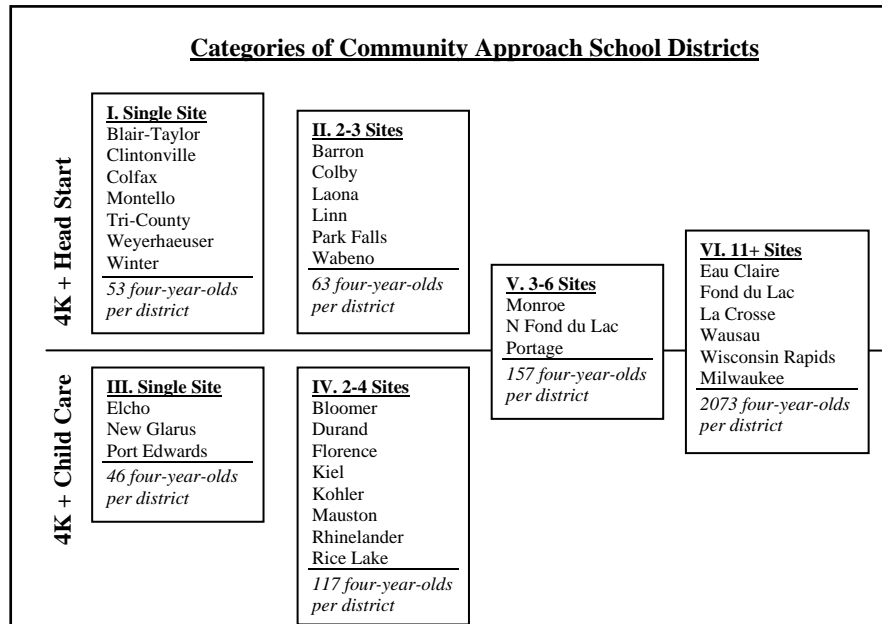 Categories of Community Approach School Districts
4K + Head Start
I. Single Site
Blair-Taylor
Clintonville
Colfax
Montello
Tri-County
Weyerhaeuser
Winter
53 four-year-olds
per district
II. 2-3 Sites
Barron
Colby
Laona
Linn
Park Falls
Wabeno
63 four-year-olds
per district
4K + Child Care
III. Single Site
Elcho
New Glarus
Port Edwards
46 four-year-olds
per district
IV. 2-4 Sites
Bloomer
Durand
Florence
Kiel
Kohler
Mauston
Rhinelander
Rice Lake
117 four-year-olds
per district
V. 3-6 Sites
Monroe
N Fond du Lac
Portage
157 four-year-olds
per district
VI. 11+ Sites
Eau Claire
Fond du Lac
La Crosse
Wausau
Wisconsin Rapids
Milwaukee
2073 four-year-olds
per district